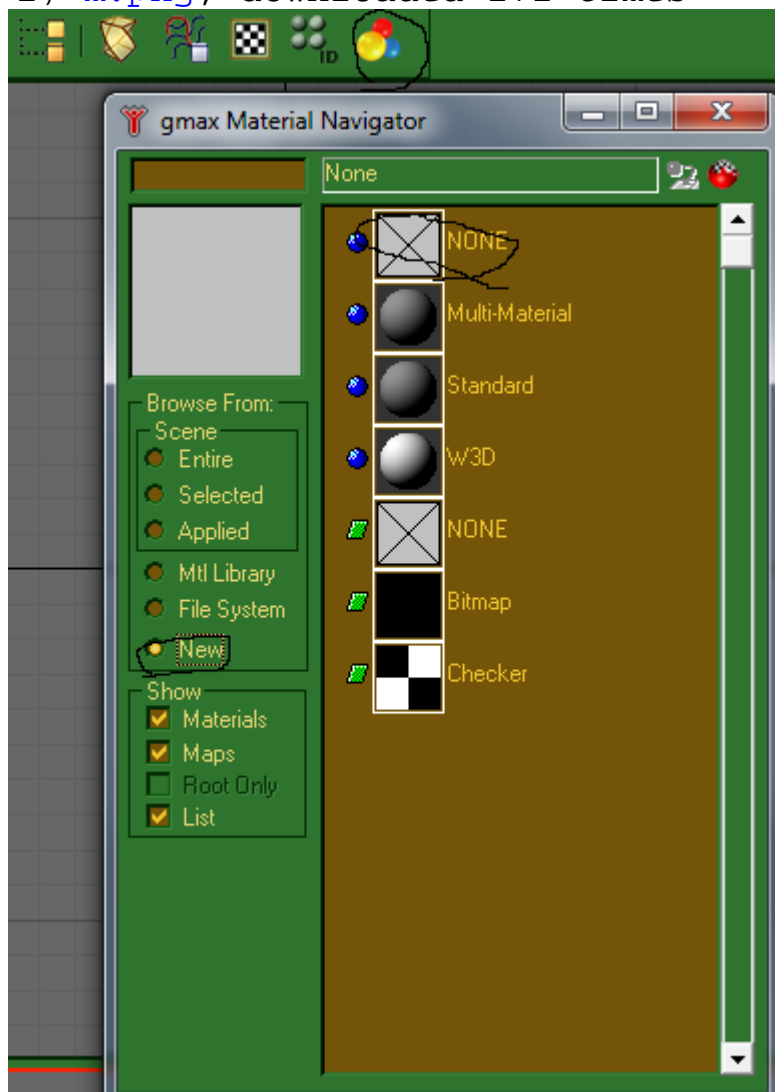 ID
gmax Material Navigator
None
NONE
Multi-Material
Standard
W3D
NONE
Bitmap
Checker
Browse From:
Scene
Entire
Selected
Applied
Mtl Library
File System
New
Show
Materials
Maps
Root Only
List